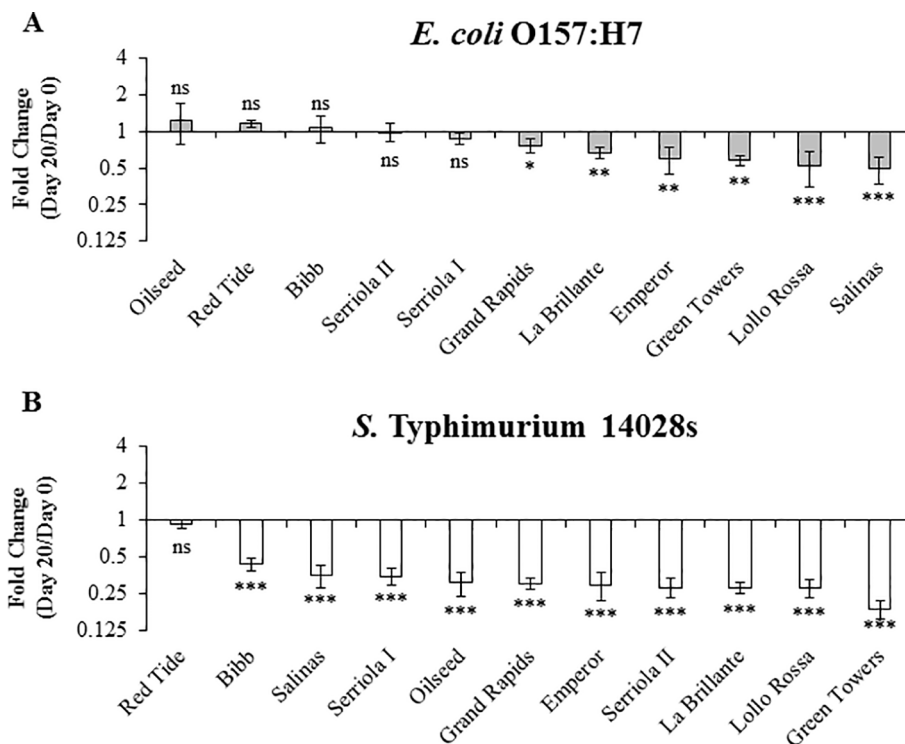 A
E. coli O157:H7
Fold Change
(Day 20/Day 0)
4
2
1
0.5
0.25
0.125
ns
ns
ns
ns
ns
*
**
**
**
***
***
Oilseed
Red Tide
Bibb
Serriola II
Serriola I
Grand Rapids
La Brillante
Emperor
Green Towers
Lollo Rossa
Salinas
B
S. Typhimurium 14028s
Fold Change
(Day 20/Day 0)
4
2
1
0.5
0.25
0.125
ns
***
***
***
***
***
***
***
***
***
***
Red Tide
Bibb
Salinas
Serriola I
Oilseed
Grand Rapids
Emperor
Serriola II
La Brillante
Lollo Rossa
Green Towers